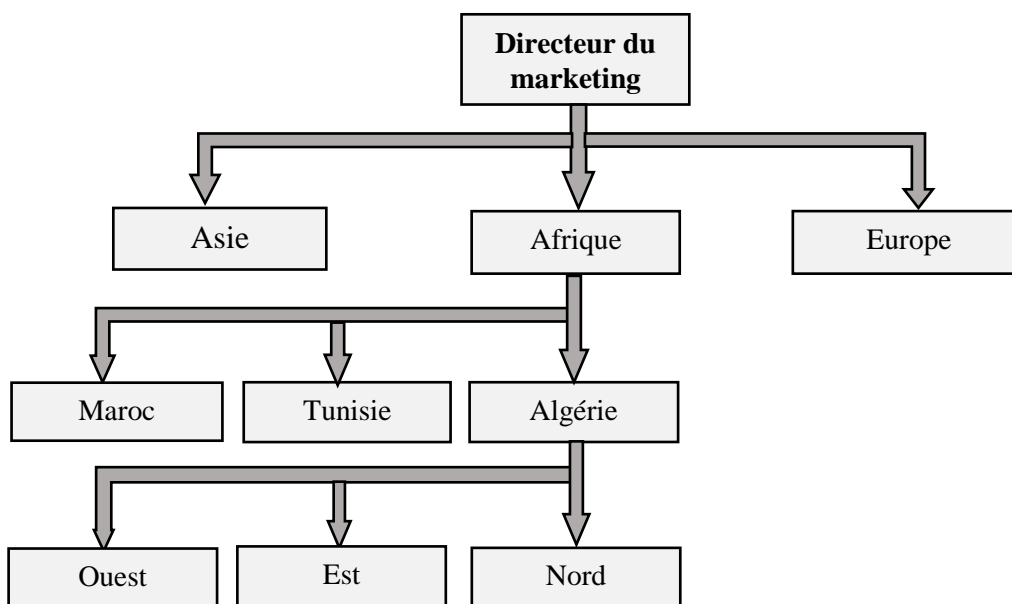 Directeur du
marketing
Asie
Afrique
Europe
Maroc
Tunisie
Algérie
Ouest
Est
Nord